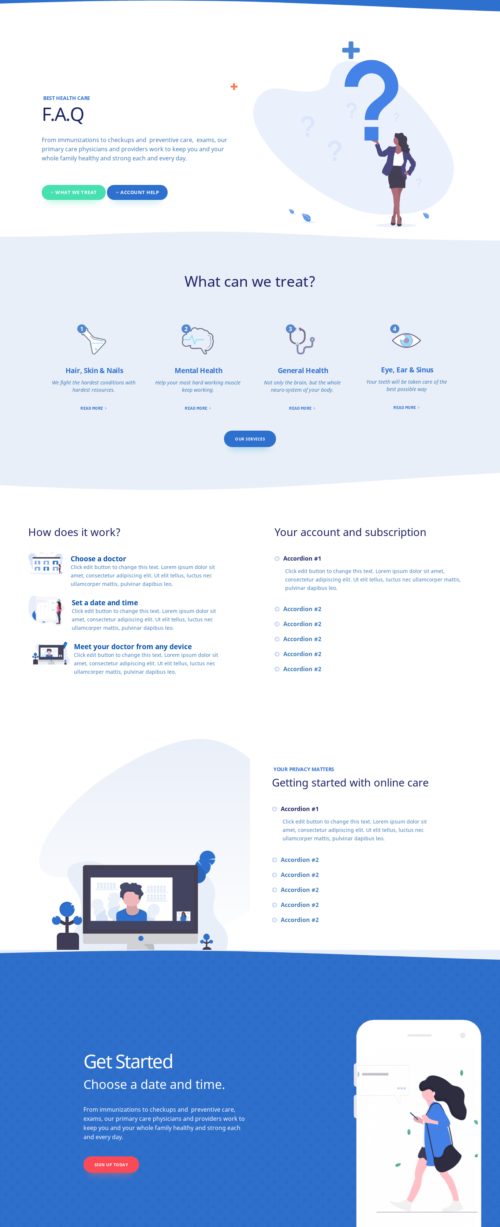 BEST HEALTH CARE
F.A.Q
From immunizations to checkups and preventive care, exams, our
primary care physicians and providers work to keep you and your
whole family healthy and strong each and every day.
WHAT WE TREAT
ACCOUNT HELP
What can we treat?
1
2
3
4
Hair, Skin & Nails
We fight the hardest conditions with
hardest resources.
READ MORE
Mental Health
Help your most hard working muscle
keep working.
READ MORE
General Health
Not only the brain, but the whole
neuro-system of your body.
READ MORE
Eye, Ear & Sinus
Your teeth will be taken care of the
best possible way
READ MORE
OUR SERVICES
How does it work?
Choose a doctor
Click edit button to change this text. Lorem ipsum dolor sit
amet, consectetur adipiscing elit. Ut elit tellus, luctus nec
ullamcorper mattis, pulvinar dapibus leo.
Set a date and time
Click edit button to change this text. Lorem ipsum dolor sit
amet, consectetur adipiscing elit. Ut elit tellus, luctus nec
ullamcorper mattis, pulvinar dapibus leo.
Meet your doctor from any device
Click edit button to change this text. Lorem ipsum dolor sit
amet, consectetur adipiscing elit. Ut elit tellus, luctus nec
ullamcorper mattis, pulvinar dapibus leo.
Your account and subscription
Accordion #1
Click edit button to change this text. Lorem ipsum dolor sit amet,
consectetur adipiscing elit. Ut elit tellus, luctus nec ullamcorper mattis,
pulvinar dapibus leo.
Accordion #2
Accordion #2
Accordion #2
Accordion #2
Accordion #2
YOUR PRIVACY MATTERS
Getting started with online care
Accordion #1
Click edit button to change this text. Lorem ipsum dolor sit
amet, consectetur adipiscing elit. Ut elit tellus, luctus nec
ullamcorper mattis, pulvinar dapibus leo.
Accordion #2
Accordion #2
Accordion #2
Accordion #2
Accordion #2
Get Started
Choose a date and time.
From immunizations to checkups and preventive care,
exams, our primary care physicians and providers work to
keep you and your whole family healthy and strong each
and every day.
SIGN UP TODAY